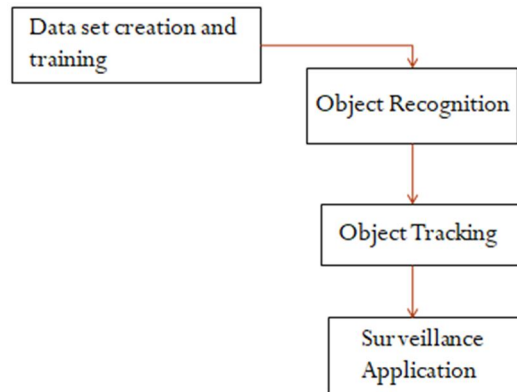 Data set creation and
training
Object Recognition
Object Tracking
Surveillance
Application